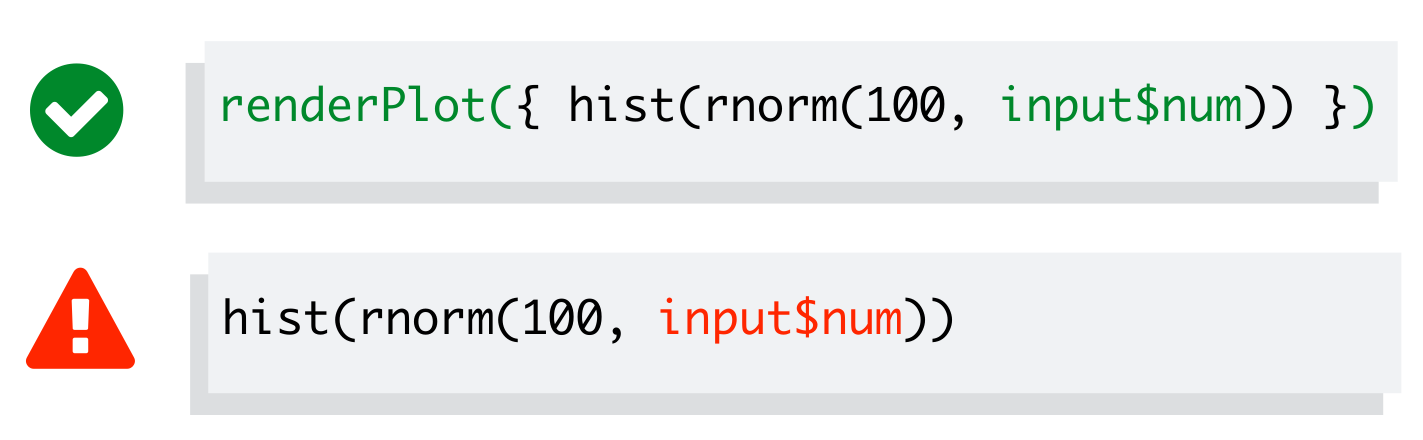 renderPlot({ hist(rnorm(100, input$num)) })
hist(rnorm(100, input$num))